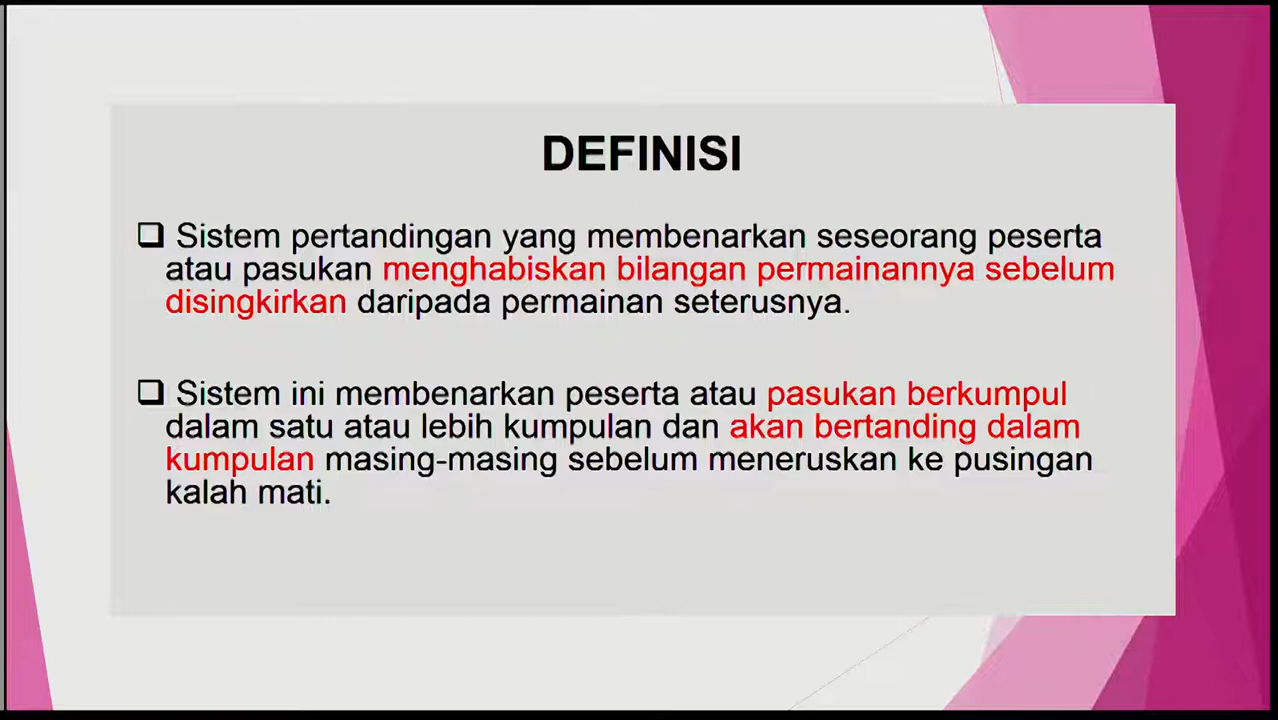 DEFINISI
❑ Sistem pertandingan yang membenarkan seseorang peserta
atau pasukan menghabiskan bilangan permainannya sebelum
disingkirkan daripada permainan seterusnya.
❑ Sistem ini membenarkan peserta atau pasukan berkumpul
dalam satu atau lebih kumpulan dan akan bertanding dalam
kumpulan masing-masing sebelum meneruskan ke pusingan
kalah mati.